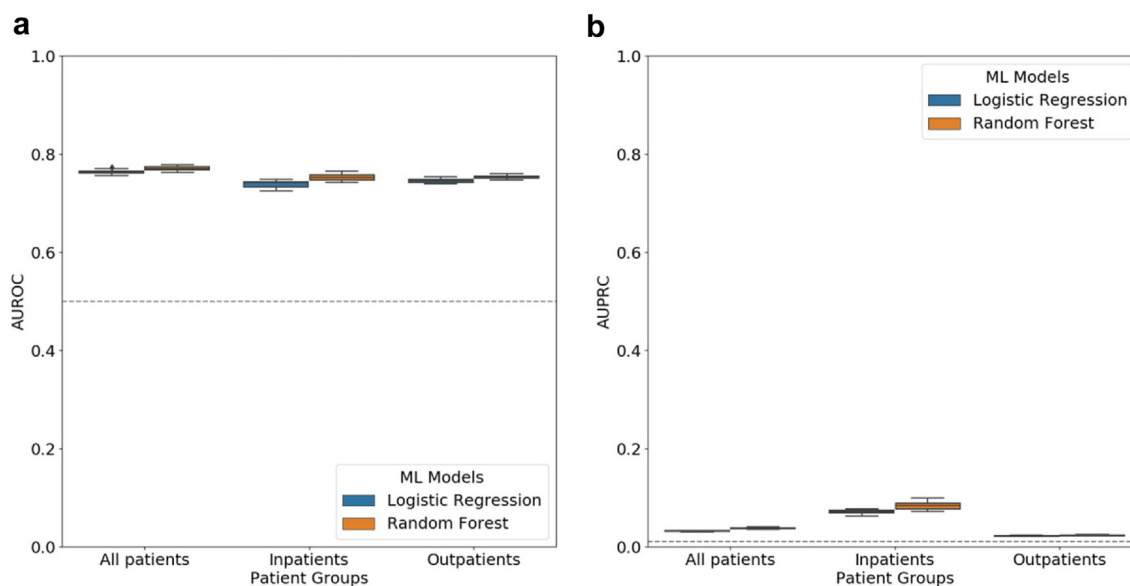 a
1.0
0.8
0.6
0.4
0.2
0.0
AUROC
ML Models
Logistic Regression
Random Forest
All patients
Inpatients
Outpatients
Patient Groups
b
1.0
0.8
0.6
0.4
0.2
0.0
AUPRC
ML Models
Logistic Regression
Random Forest
All patients
Inpatients
Outpatients
Patient Groups